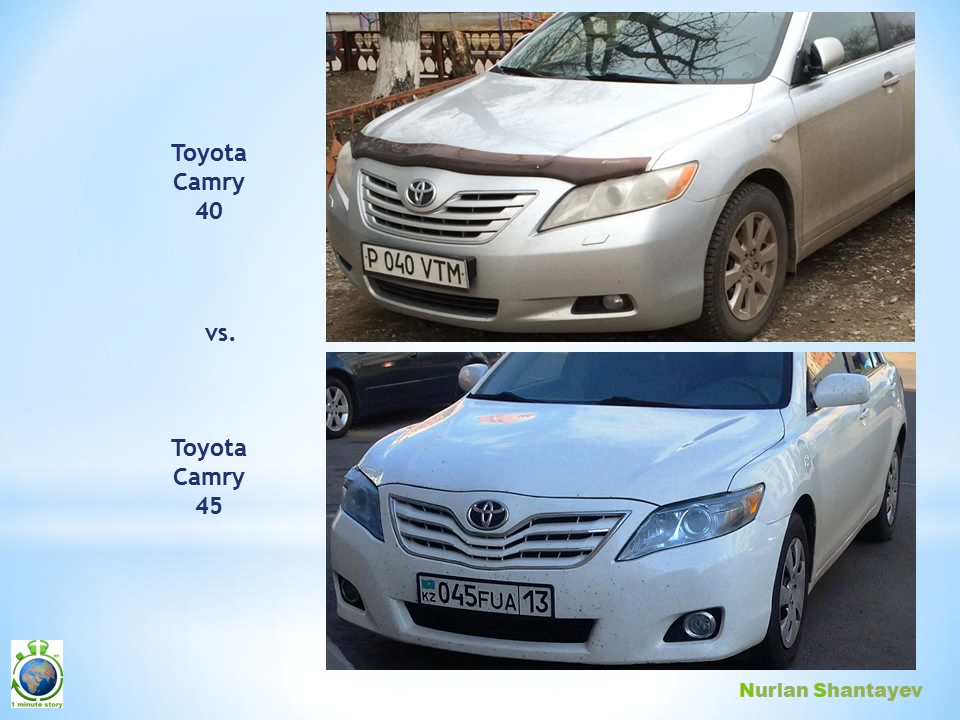 Toyota
Camry
40
P 040 VTM
vs.
Toyota
Camry
45
KZ 045FUA 13
1 minute story
Nurlan Shantayev